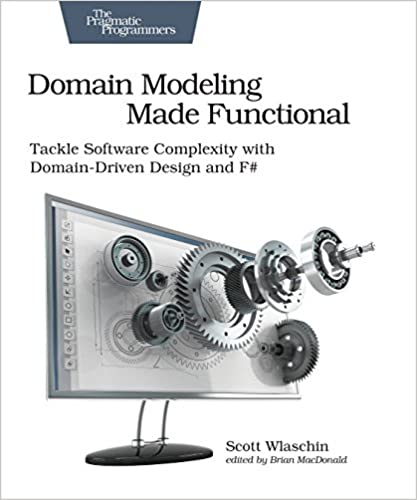 The
Pragmatic
Programmers
Domain Modeling
Made Functional
Tackle Software Complexity with
Domain-Driven Design and F#
Scott Wlaschin
edited by Brian MacDonald